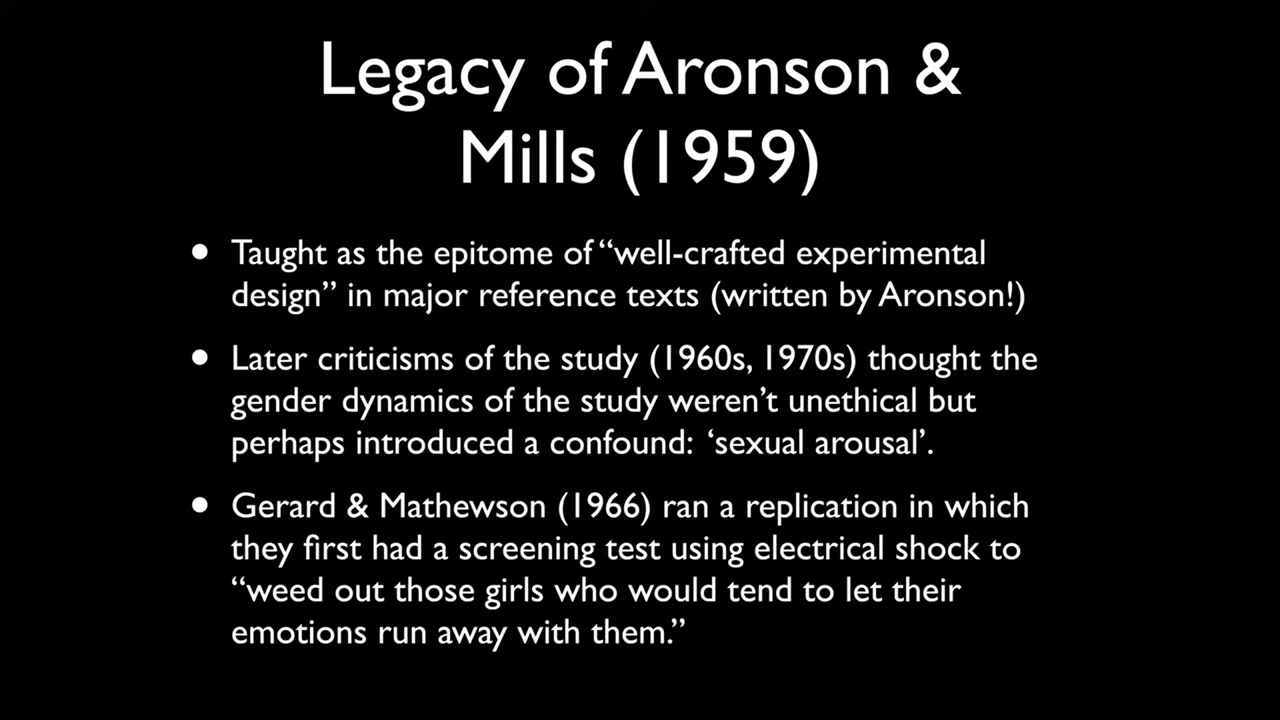 Legacy of Aronson &
Mills (1959)
• Taught as the epitome of “well-crafted experimental
design” in major reference texts (written by Aronson!)
• Later criticisms of the study (1960s, 1970s) thought the
gender dynamics of the study weren’t unethical but
perhaps introduced a confound: ‘sexual arousal’.
• Gerard & Mathewson (1966) ran a replication in which
they first had a screening test using electrical shock to
“weed out those girls who would tend to let their
emotions run away with them.”